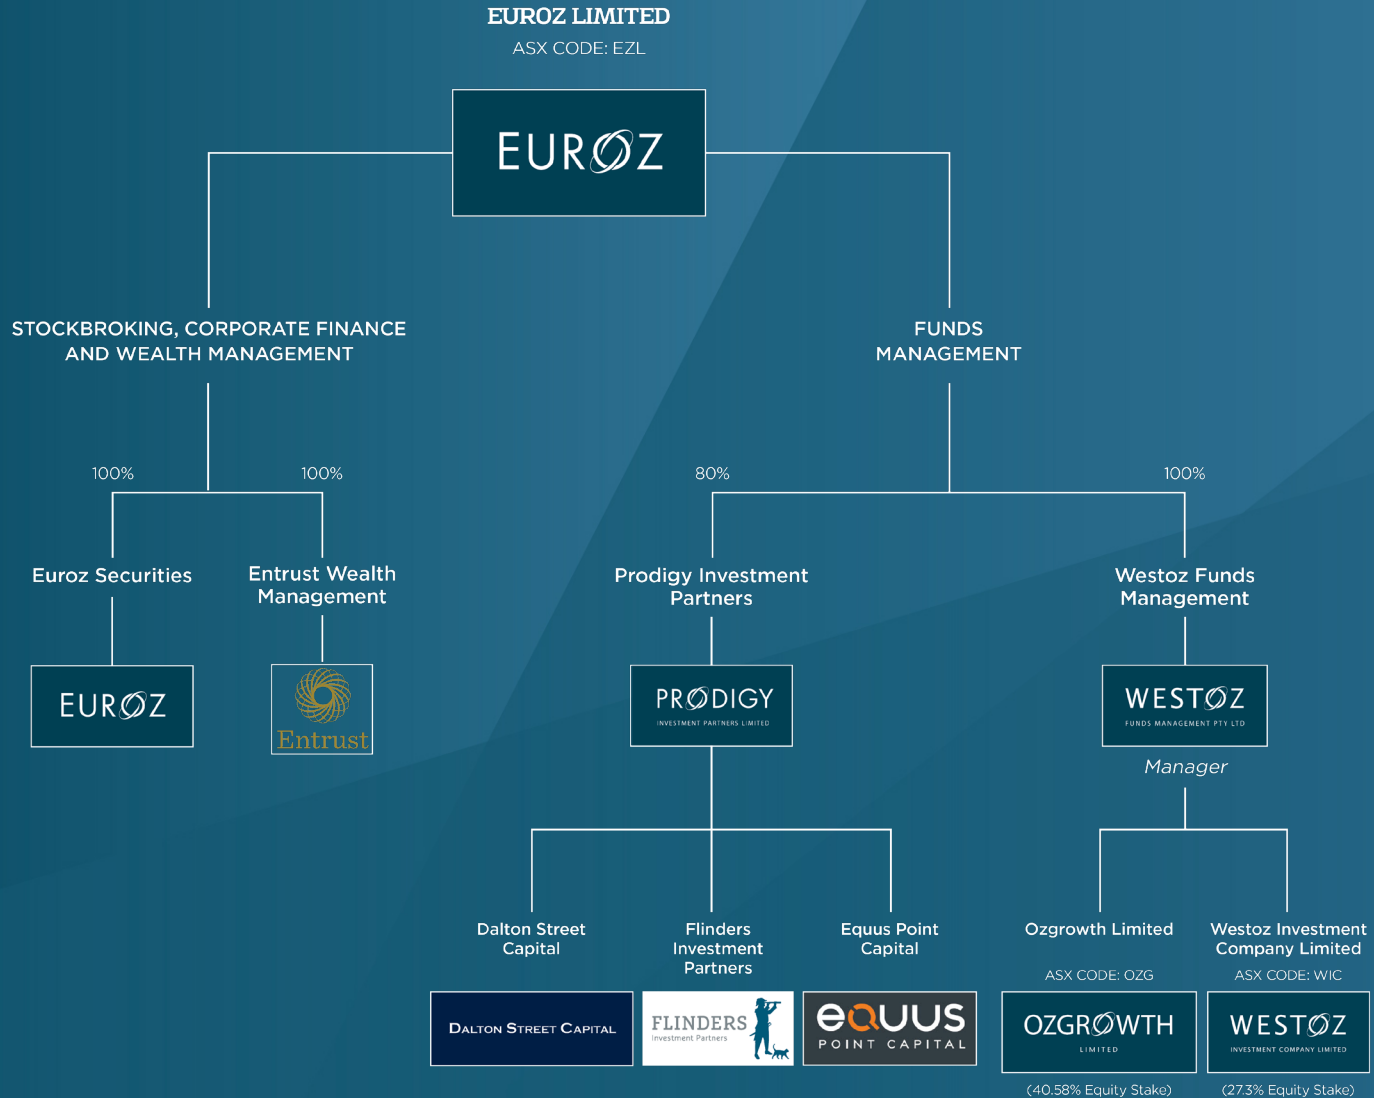 EUROZ LIMITED
ASX CODE: EZL
EUROZ
STOCKBROKING, CORPORATE FINANCE
AND WEALTH MANAGEMENT
FUNDS
MANAGEMENT
100%
100%
80%
100%
Euroz Securities
Entrust Wealth
Management
Prodigy Investment
Partners
Westoz Funds
Management
EUROZ
Entrust
PRODIGY
INVESTMENT PARTNERS LIMITED
WESTOZ
FUNDS MANAGEMENT PTY LTD
Manager
Dalton Street
Capital
Flinders
Investment
Partners
Equus Point
Capital
Ozgrowth Limited
ASX CODE: OZG
Westoz Investment
Company Limited
ASX CODE: WIC
DALTON STREET CAPITAL
FLINDERS
Investment Partners
eQUUS
POINT CAPITAL
OZGROWTH
LIMITED
WESTOZ
INVESTMENT COMPANY LIMITED
(40.58% Equity Stake)
(27.3% Equity Stake)